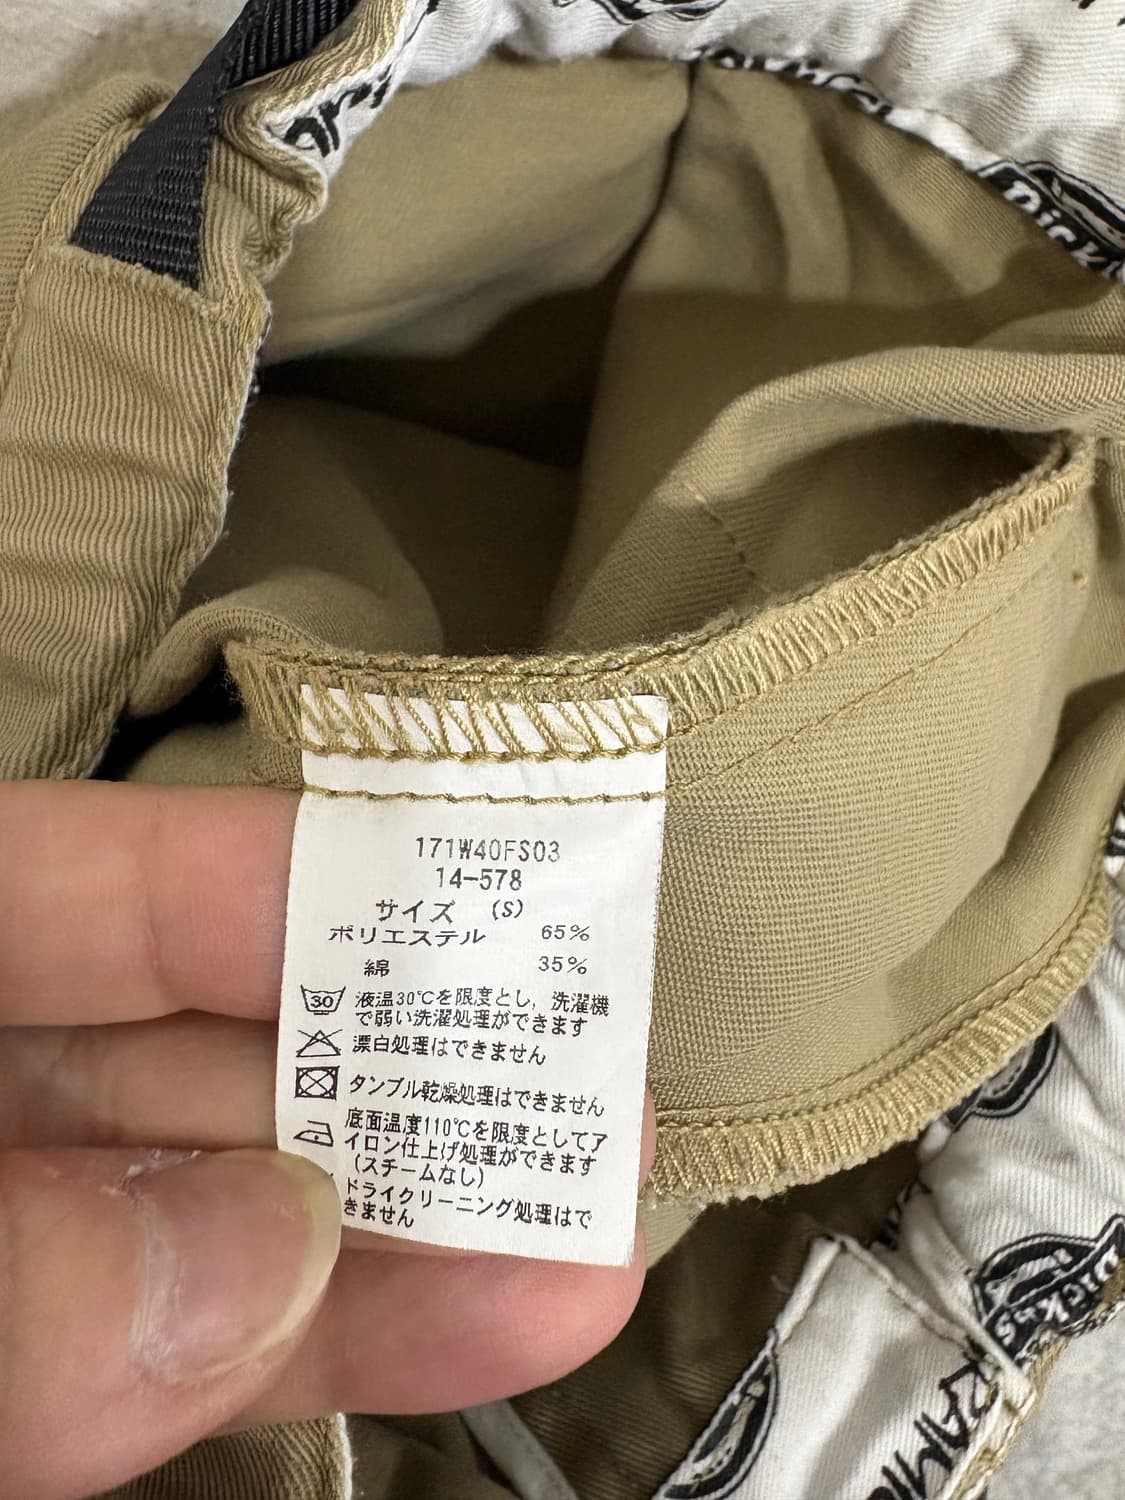 171W40FS03
14-578
サイズ (S)
ポリエステル 65%
綿 35%
30 液温30℃を限度とし、洗濯機
で弱い洗濯処理ができます
漂白処理はできません
タンブル乾燥処理はできません
底面温度110℃を限度としてア
イロン仕上げ処理ができます
(スチームなし)
ドライクリーニング処理はで
きません
Dickies